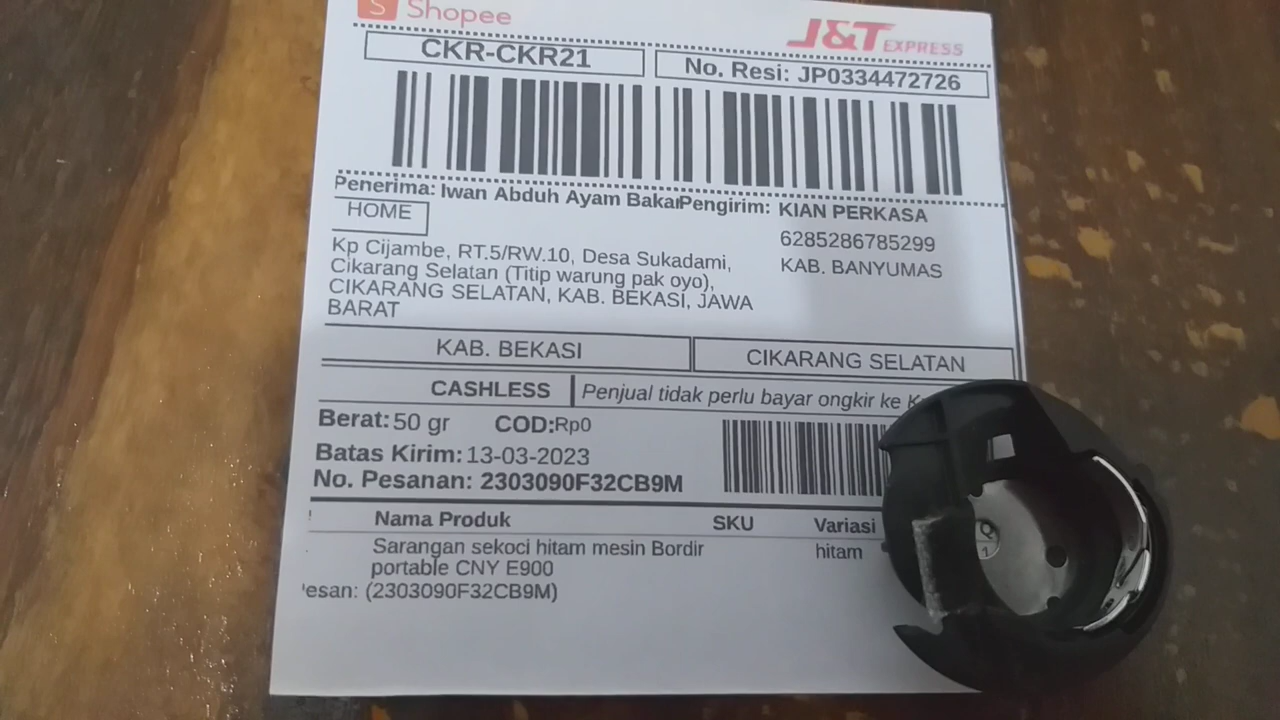 Shopee
J&T EXPRESS
CKR-CKR21
No. Resi: JP0334472726
Penerima: Iwan Abduh Ayam Bakar
HOME
Kp Cijambe, RT.5/RW.10, Desa Sukadami,
Cikarang Selatan (Titip warung pak oyo),
CIKARANG SELATAN, KAB. BEKASI, JAWA
BARAT
Pengirim: KIAN PERKASA
6285286785299
KAB. BANYUMAS
KAB. BEKASI
CIKARANG SELATAN
CASHLESS
Penjual tidak perlu bayar ongkir ke
Berat: 50 gr
COD:Rp0
Batas Kirim: 13-03-2023
No. Pesanan: 2303090F32CB9M
Nama Produk SKU Variasi
Sarangan sekoci hitam mesin Bordir
portable CNY E900
hitam
esan: (2303090F32CB9M)
Q
1